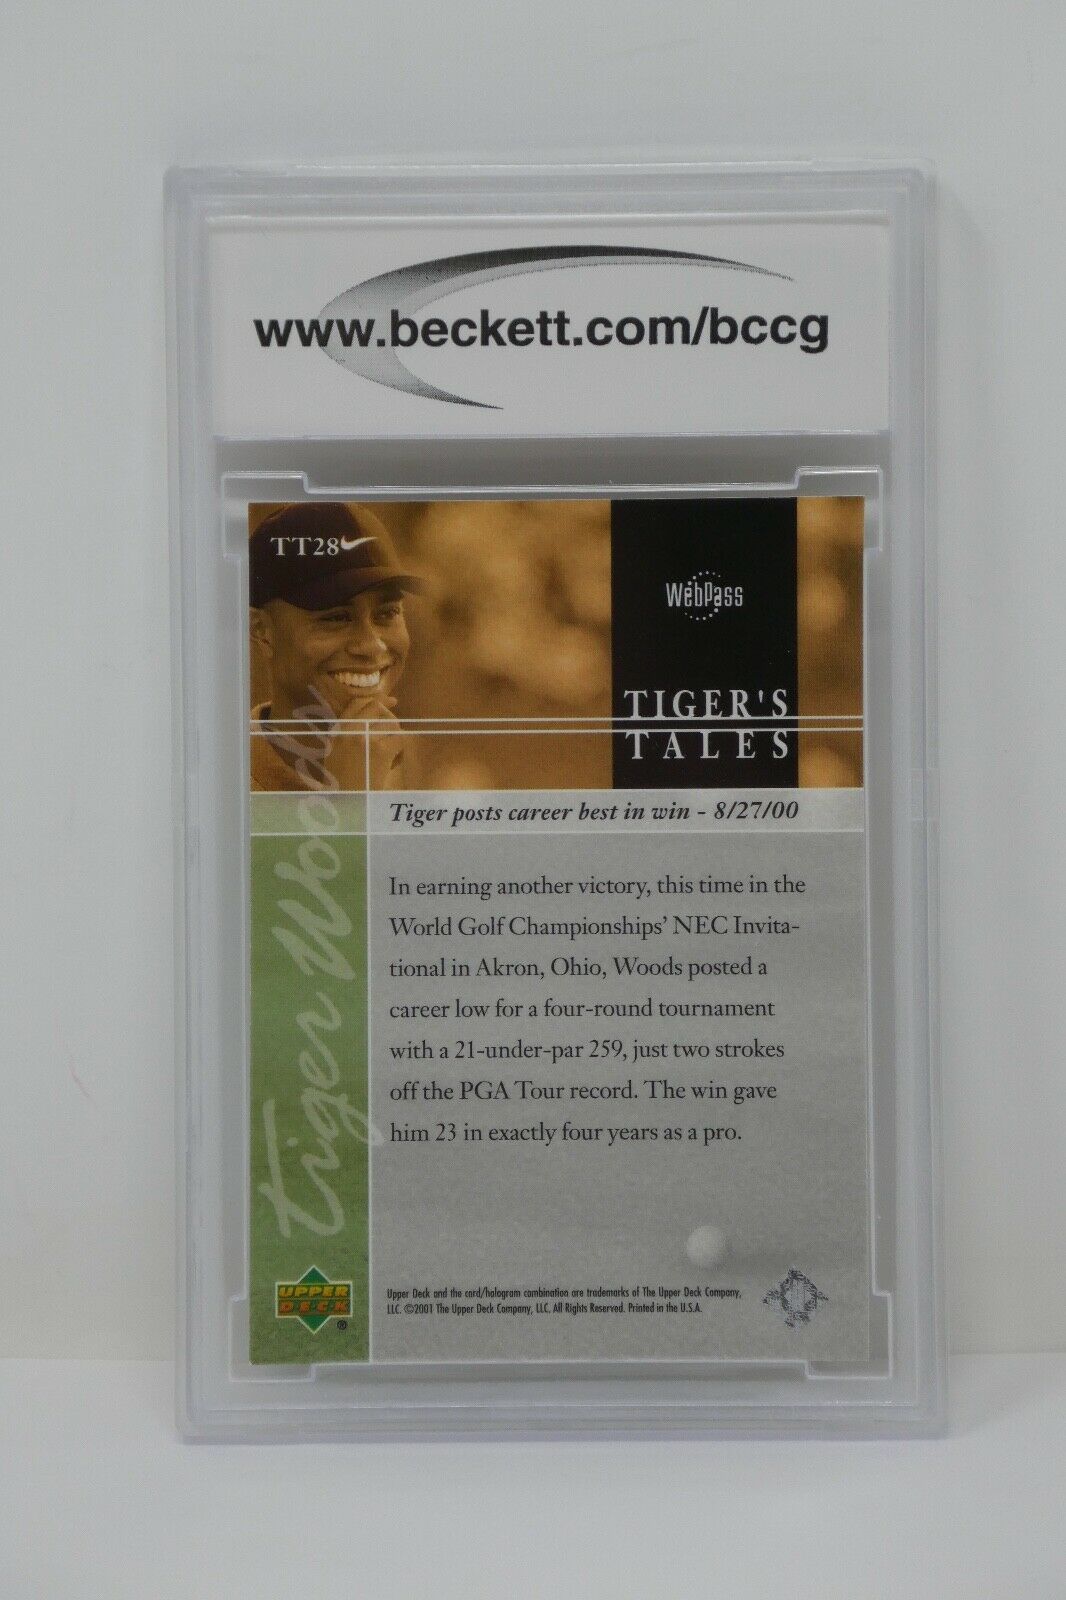 www.beckett.com/bccg
TT28
WebPass
TIGER'S
TALES
Tiger Woods
Tiger posts career best in win - 8/27/00
In earning another victory, this time in the
World Golf Championships' NEC Invita-
tional in Akron, Ohio, Woods posted a
career low for a four-round tournament
with a 21-under-par 259, just two strokes
off the PGA Tour record. The win gave
him 23 in exactly four years as a pro.
UPPER
D·E·C·K
®
Upper Deck and the card/hologram combination are trademarks of The Upper Deck Company,
LLC. ©2001 The Upper Deck Company, LLC. All Rights Reserved. Printed in the U.S.A.